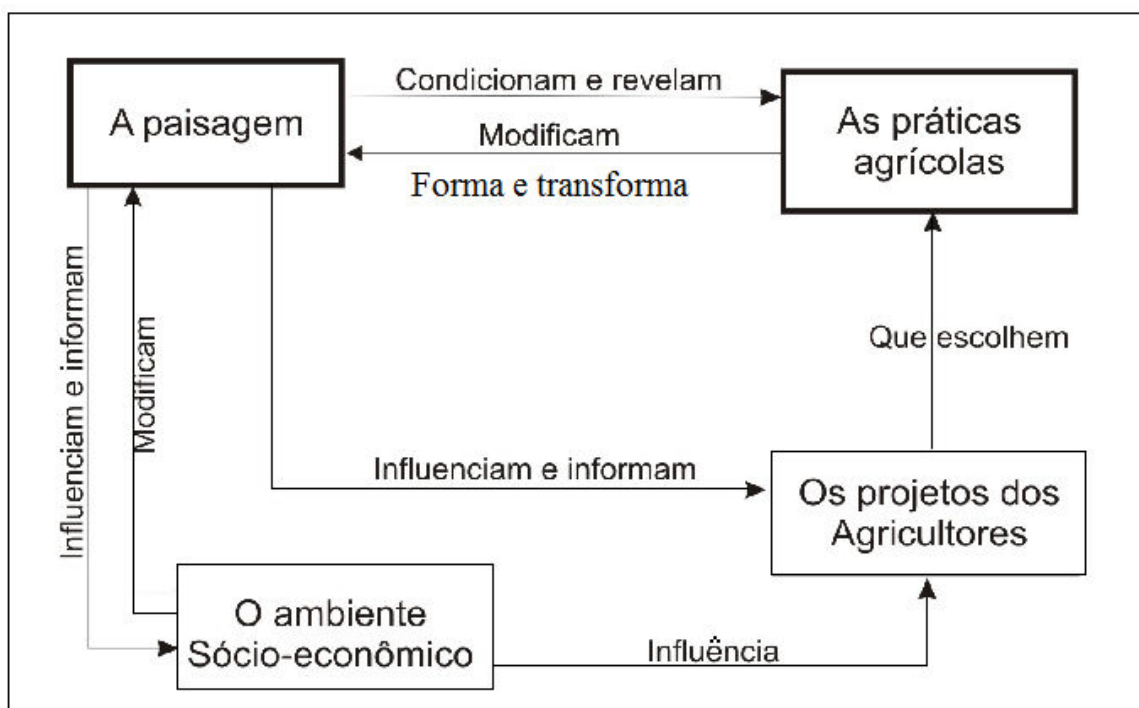 A paisagem
Condicionam e revelam
As práticas
agrícolas
Modificam
Forma e transforma
Influenciam e informam
Modificam
Que escolhem
Influenciam e informam
Os projetos dos
Agricultores
O ambiente
Sócio-econômico
Influência